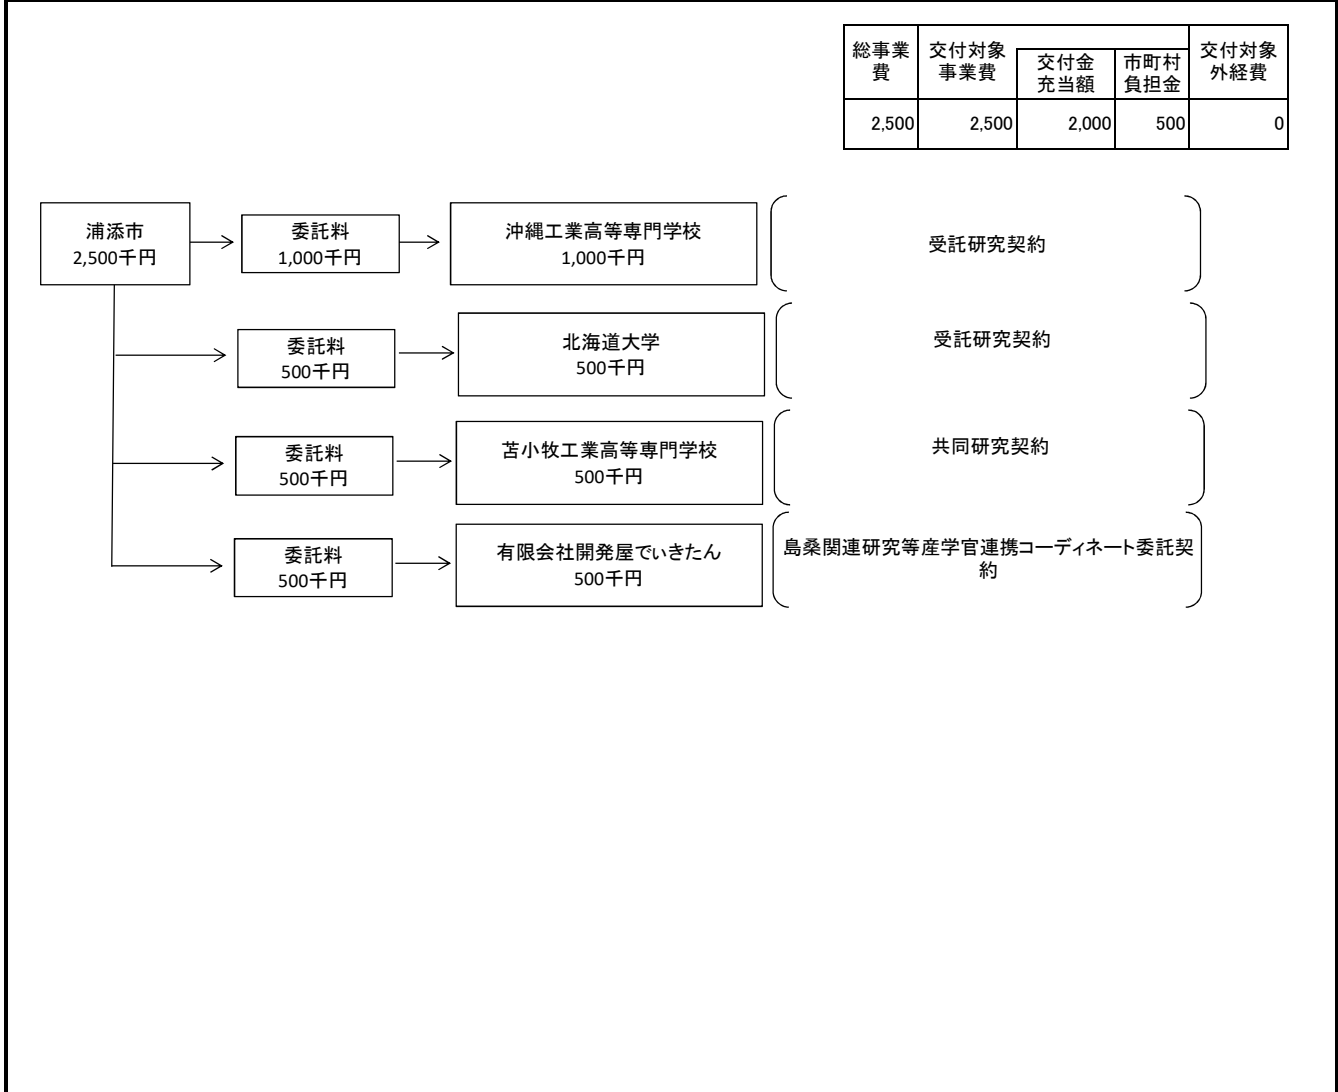 総事業
費
交付対象
事業費
交付金
充当額
市町村
負担金
交付対象
外経費
2,500
2,500
2,000
500
0
浦添市
2,500千円
委託料
1,000千円
沖縄工業高等専門学校
1,000千円
受託研究契約
委託料
500千円
北海道大学
500千円
受託研究契約
委託料
500千円
苫小牧工業高等専門学校
500千円
共同研究契約
委託料
500千円
有限会社開発屋でぃきたん
500千円
島桑関連研究等産学官連携コーディネート委託契
約